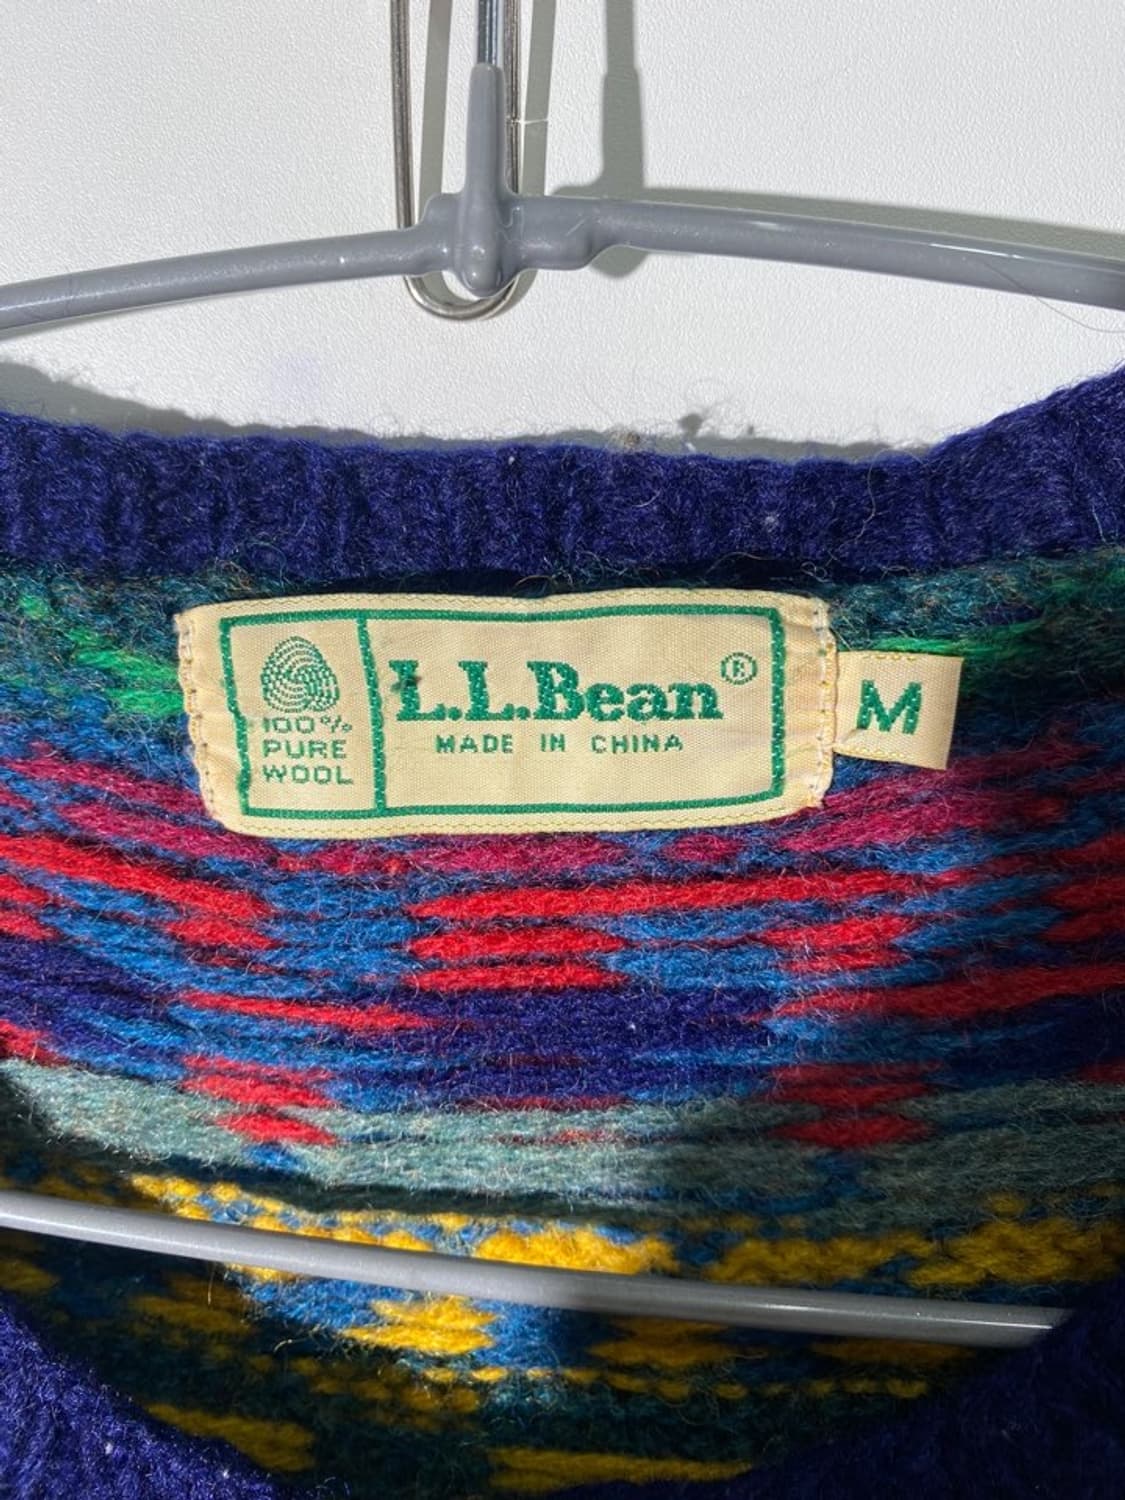 100%
PURE
WOOL
L.L.Bean®
MADE IN CHINA
M